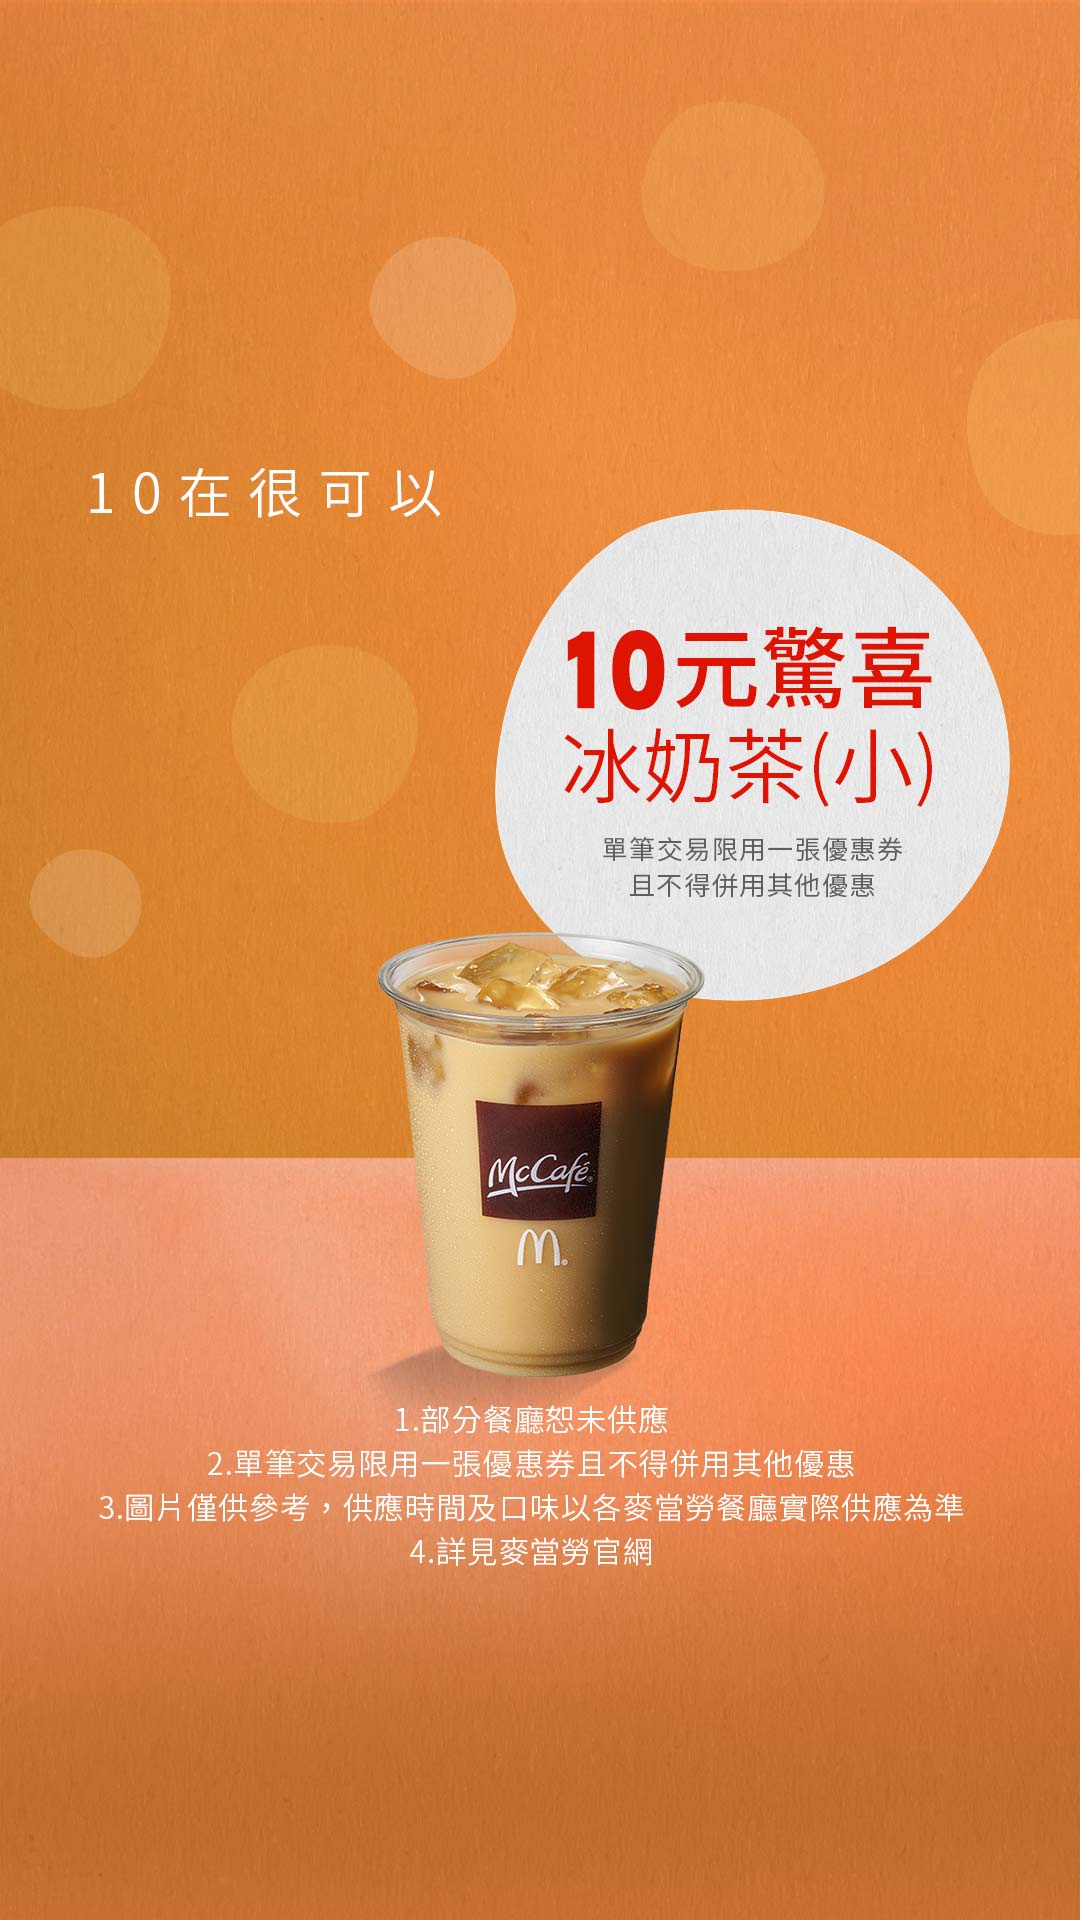 10在很可以
10元驚喜
冰奶茶(小)
單筆交易限用一張優惠券
且不得併用其他優惠
McCafé®
M®
1.部分餐廳恕未供應
2.單筆交易限用一張優惠券且不得併用其他優惠
3.圖片僅供參考，供應時間及口味以各麥當勞餐廳實際供應為準
4.詳見麥當勞官網